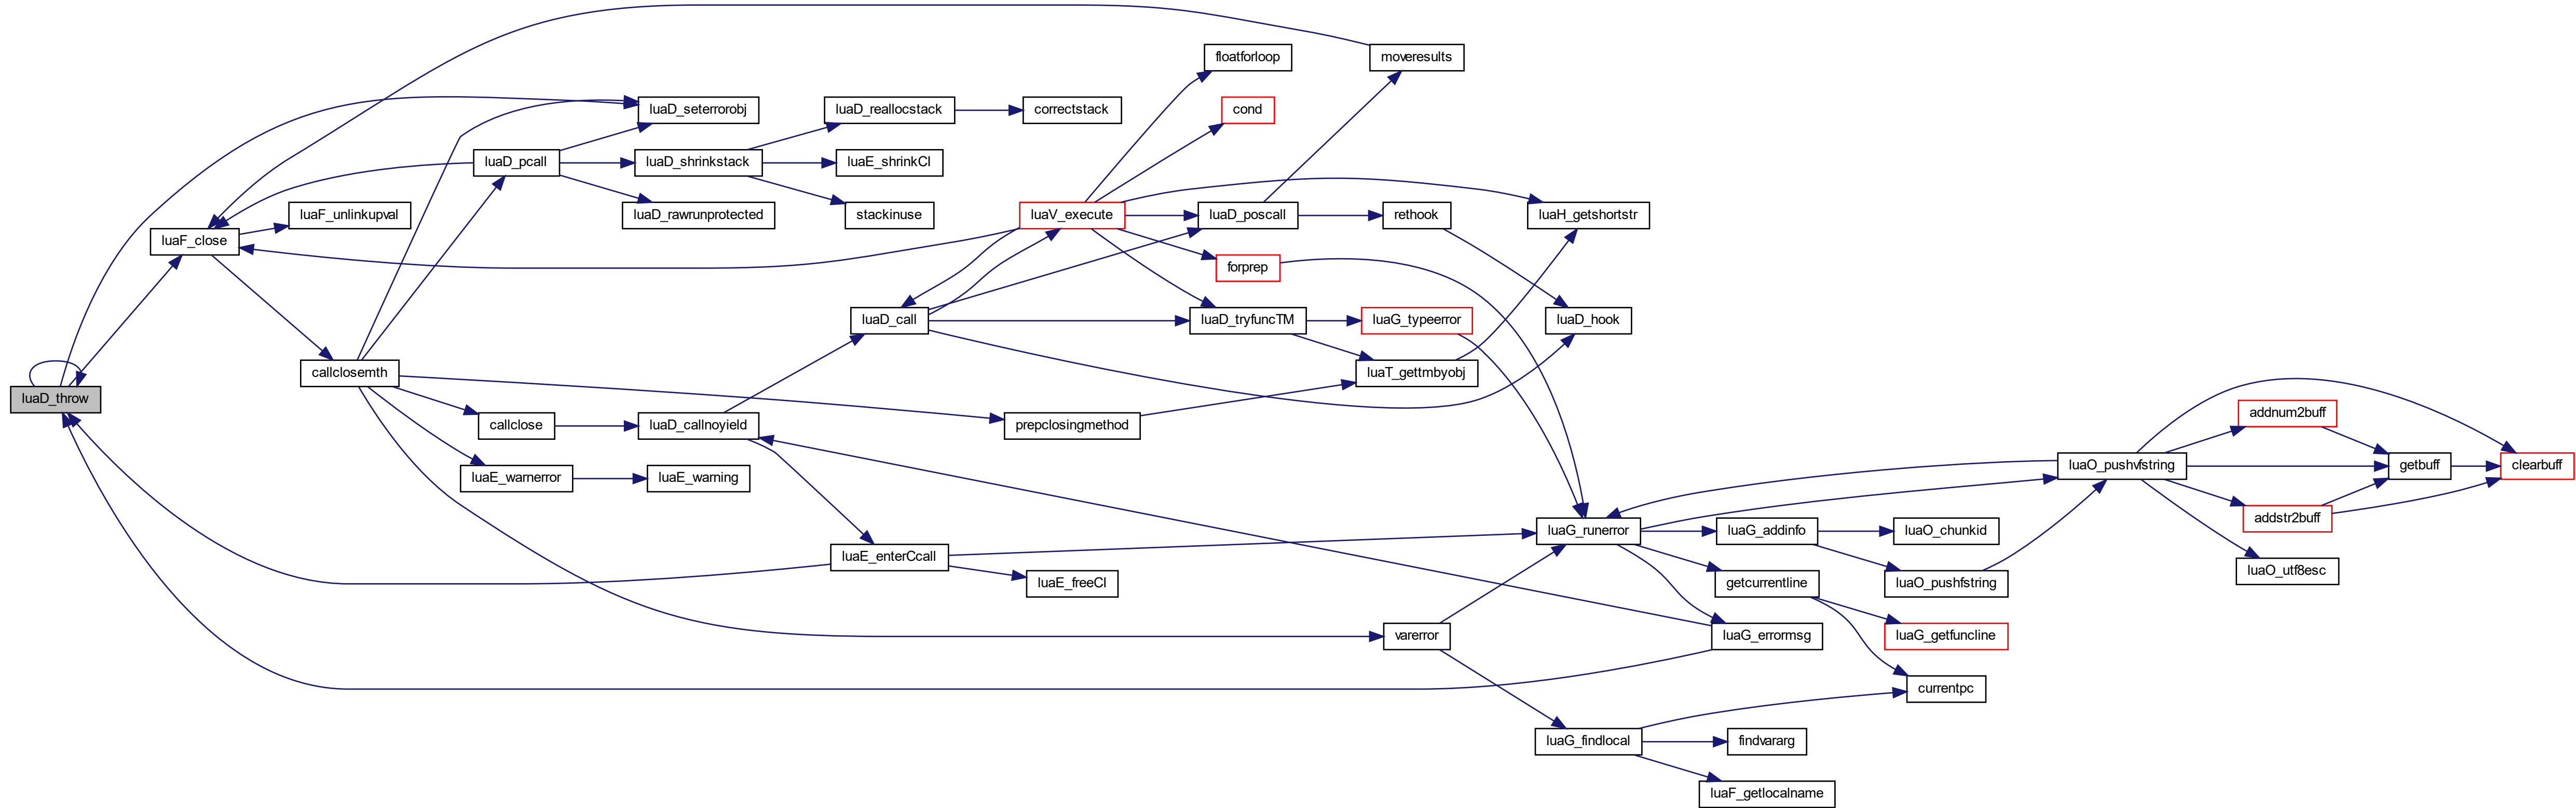 floatforloop
moveresults
luaD_seterrorobj
luaD_reallocstack
correctstack
cond
luaD_pcall
luaD_shrinkstack
luaE_shrinkCI
luaF_unlinkupval
luaD_rawrunprotected
stackinuse
luaV_execute
luaD_poscall
rethook
luaH_getshortstr
luaF_close
forprep
luaD_call
luaD_tryfuncTM
luaG_typeerror
luaD_hook
callclosemth
luaT_gettmbyobj
luaD_throw
callclose
luaD_callnoyield
prepclosingmethod
addnum2buff
luaE_warnerror
luaE_warning
luaO_pushvfstring
getbuff
clearbuff
luaG_runerror
luaG_addinfo
luaO_chunkid
addstr2buff
luaE_enterCcall
luaE_freeCI
getcurrentline
luaO_pushfstring
luaO_utf8esc
varerror
luaG_errormsg
luaG_getfuncline
currentpc
luaG_findlocal
findvararg
luaF_getlocalname